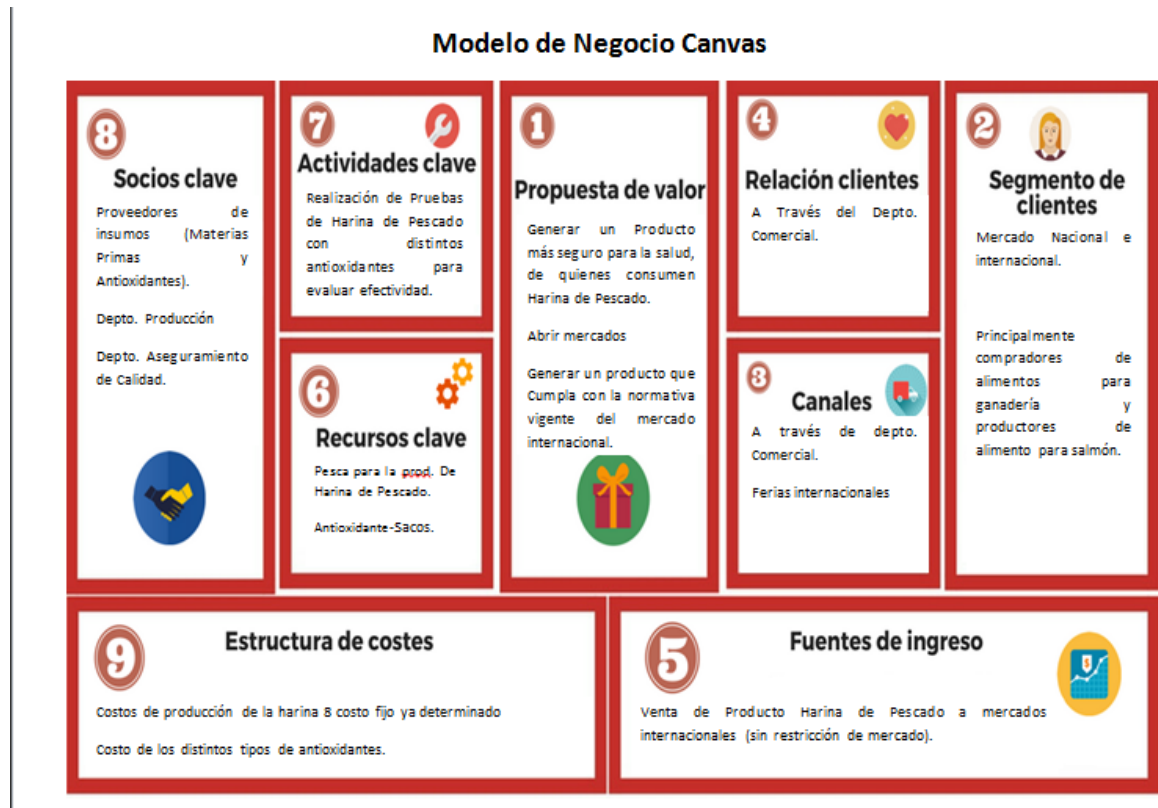 Modelo de Negocio Canvas
8
Socios clave
Proveedores de
insumos (Materias
Primas y
Antioxidantes).
Depto. Producción
Depto. Aseguramiento
de Calidad.
7
Actividades clave
Realización de Pruebas
de Harina de Pescado
con distintos
antioxidantes para
evaluar efectividad.
6
Recursos clave
Pesca para la prod. De
Harina de Pescado.
Antioxidante-Sacos.
1
Propuesta de valor
Generar un Producto
más seguro para la salud,
de quienes consumen
Harina de Pescado.
Abrir mercados
Generar un producto que
Cumpla con la normativa
vigente del mercado
internacional.
4
Relación clientes
A Través del Depto.
Comercial.
3
Canales
A través de depto.
Comercial.
Ferias internacionales
2
Segmento de
clientes
Mercado Nacional e
internacional.
Principalmente
compradores de
alimentos para
ganadería y
productores de
alimento para salmón.
9
Estructura de costes
Costos de producción de la harina 8 costo fijo ya determinado
Costo de los distintos tipos de antioxidantes.
5
Fuentes de ingreso
$
Venta de Producto Harina de Pescado a mercados
internacionales (sin restricción de mercado).